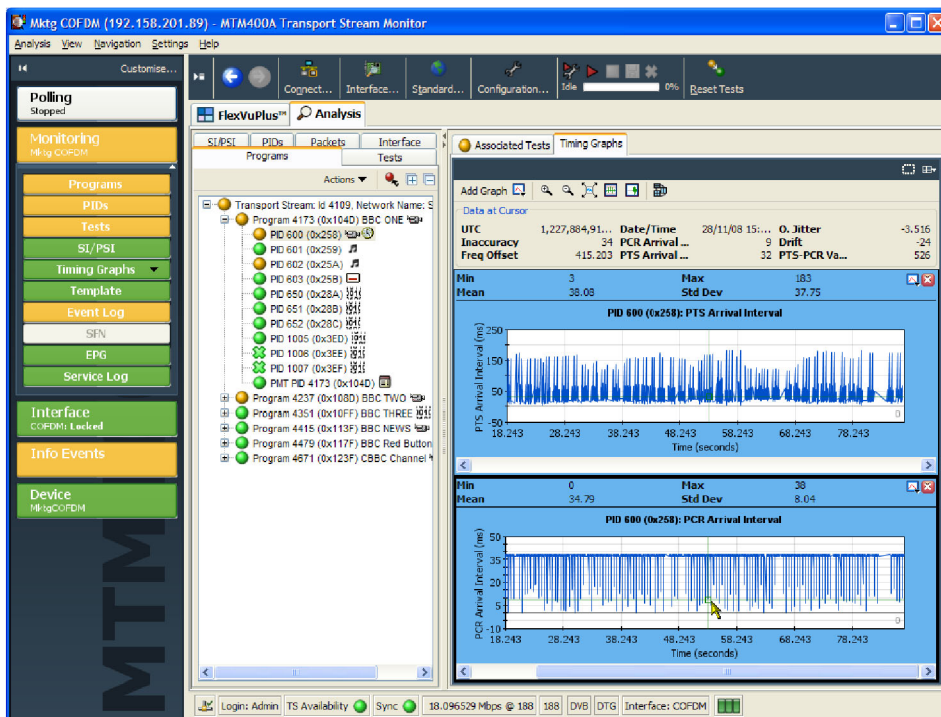 Mktg COFDM (192.158.201.89) - MTM400A Transport Stream Monitor
Analysis View Navigation Settings Help
Customise...
Polling
Stopped
Monitoring
Mktg COFDM
Programs
PIDs
Tests
SI/PSI
Timing Graphs
Template
Event Log
SFN
EPG
Service Log
Interface
COFDM: Locked
Info Events
Device
MktgCOFDM
MTM
Connect... Interface... Standard... Configuration... Idle 0% Reset Tests
FlexVuPlus™ Analysis
SI/PSI PIDs Packets Interface
Programs Tests
Actions
Transport Stream: Id 4109, Network Name: S
Program 4173 (0x104D) BBC ONE
PID 600 (0x258)
PID 601 (0x259)
PID 602 (0x25A)
PID 603 (0x25B)
PID 650 (0x28A)
PID 651 (0x28B)
PID 652 (0x28C)
PID 1005 (0x3ED)
PID 1006 (0x3EE)
PID 1007 (0x3EF)
PMT PID 4173 (0x104D)
Program 4237 (0x108D) BBC TWO
Program 4351 (0x10FF) BBC THREE
Program 4415 (0x113F) BBC NEWS
Program 4479 (0x117F) BBC Red Button
Program 4671 (0x123F) CBBC Channel
Associated Tests Timing Graphs
Add Graph
Data at Cursor
UTC 1,227,884,91... Date/Time 28/11/08 15:... O. Jitter -3.516
Inaccuracy 34 PCR Arrival ... 9 Drift -24
Freq Offset 415.203 PTS Arrival ... 32 PTS-PCR Va... 526
Min 3 Max 183
Mean 38.08 Std Dev 37.75
PID 600 (0x258): PTS Arrival Interval
PTS Arrival Interval (ms)
250
150
50
-50
0
18.243 28.243 38.243 48.243 58.243 68.243 78.243
Time (seconds)
Min 0 Max 38
Mean 34.79 Std Dev 8.04
PID 600 (0x258): PCR Arrival Interval
PCR Arrival Interval (ms)
50
35
20
5
-10
0
18.243 28.243 38.243 48.243 58.243 68.243 78.243
Time (seconds)
Login: Admin TS Availability Sync 18.096529 Mbps @ 188 188 DVB DTG Interface: COFDM